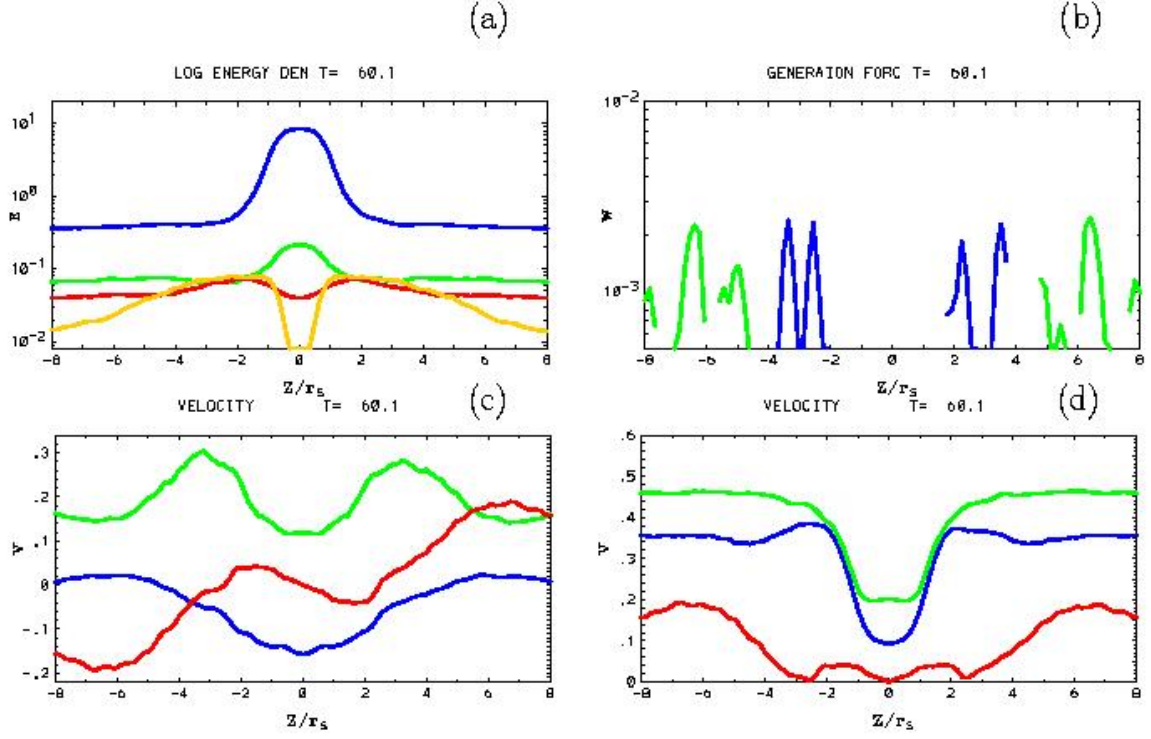 (a)
LOG ENERGY DEN T= 60.1
10¹
10⁰
10⁻¹
10⁻²
E
-8 -6 -4 -2 0 2 4 6 8
Z/r_S
(b)
GENERAION FORC T= 60.1
10⁻²
10⁻³
W
-8 -6 -4 -2 0 2 4 6 8
Z/r_S
(c)
VELOCITY T= 60.1
.3
.2
.1
0
-.1
-.2
V
-8 -6 -4 -2 0 2 4 6 8
Z/r_S
(d)
VELOCITY T= 60.1
.6
.5
.4
.3
.2
.1
0
V
-8 -6 -4 -2 0 2 4 6 8
Z/r_S